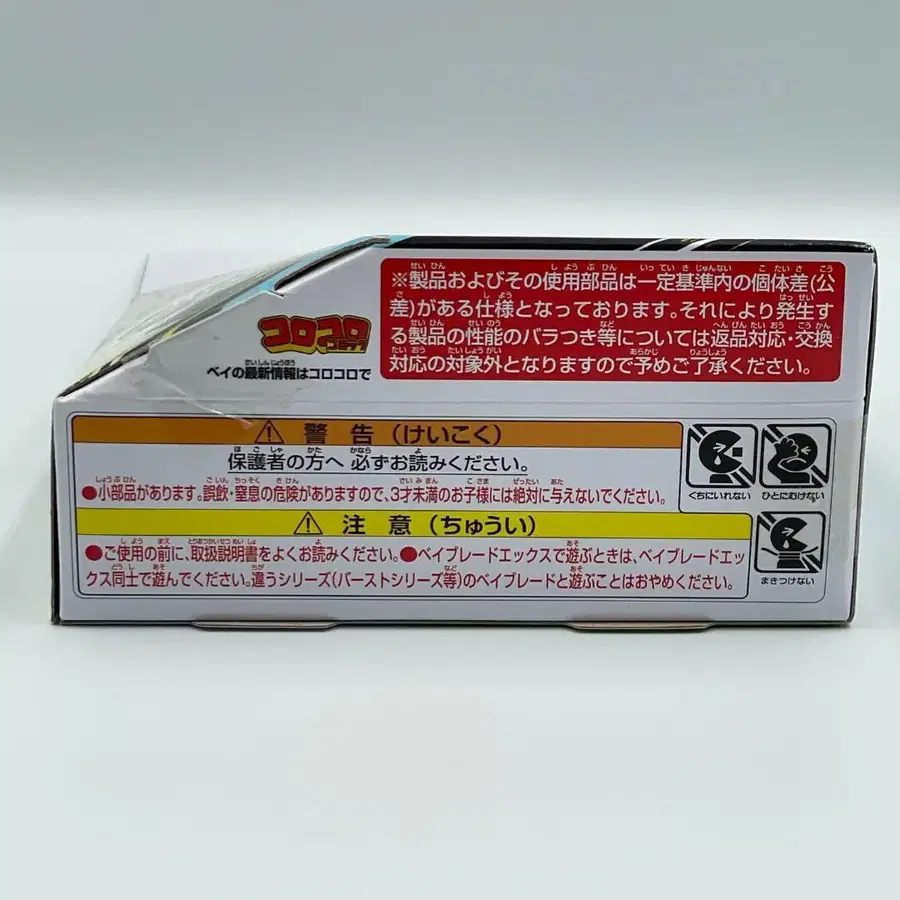 ※製品およびその使用部品は一定基準内の個体差(公
差)がある仕様となっております。それにより発生す
る製品の性能のバラつき等については返品対応・交換
対応の対象外となりますので予めご了承ください。
コロコロ
コミック
ベイの最新情報はコロコロで
⚠ 警告(けいこく)
保護者の方へ 必ずお読みください。
●小部品があります。誤飲・窒息の危険がありますので、3才未満のお子様には絶対に与えないでください。
⚠ 注意(ちゅうい)
●ご使用の前に、取扱説明書をよくお読みください。●ベイブレードエックスで遊ぶときは、ベイブレードエッ
クス同士で遊んでください。違うシリーズ(バーストシリーズ等)のベイブレードと遊ぶことはおやめください。
くちにいれない
ひとにむけない
まきつけない